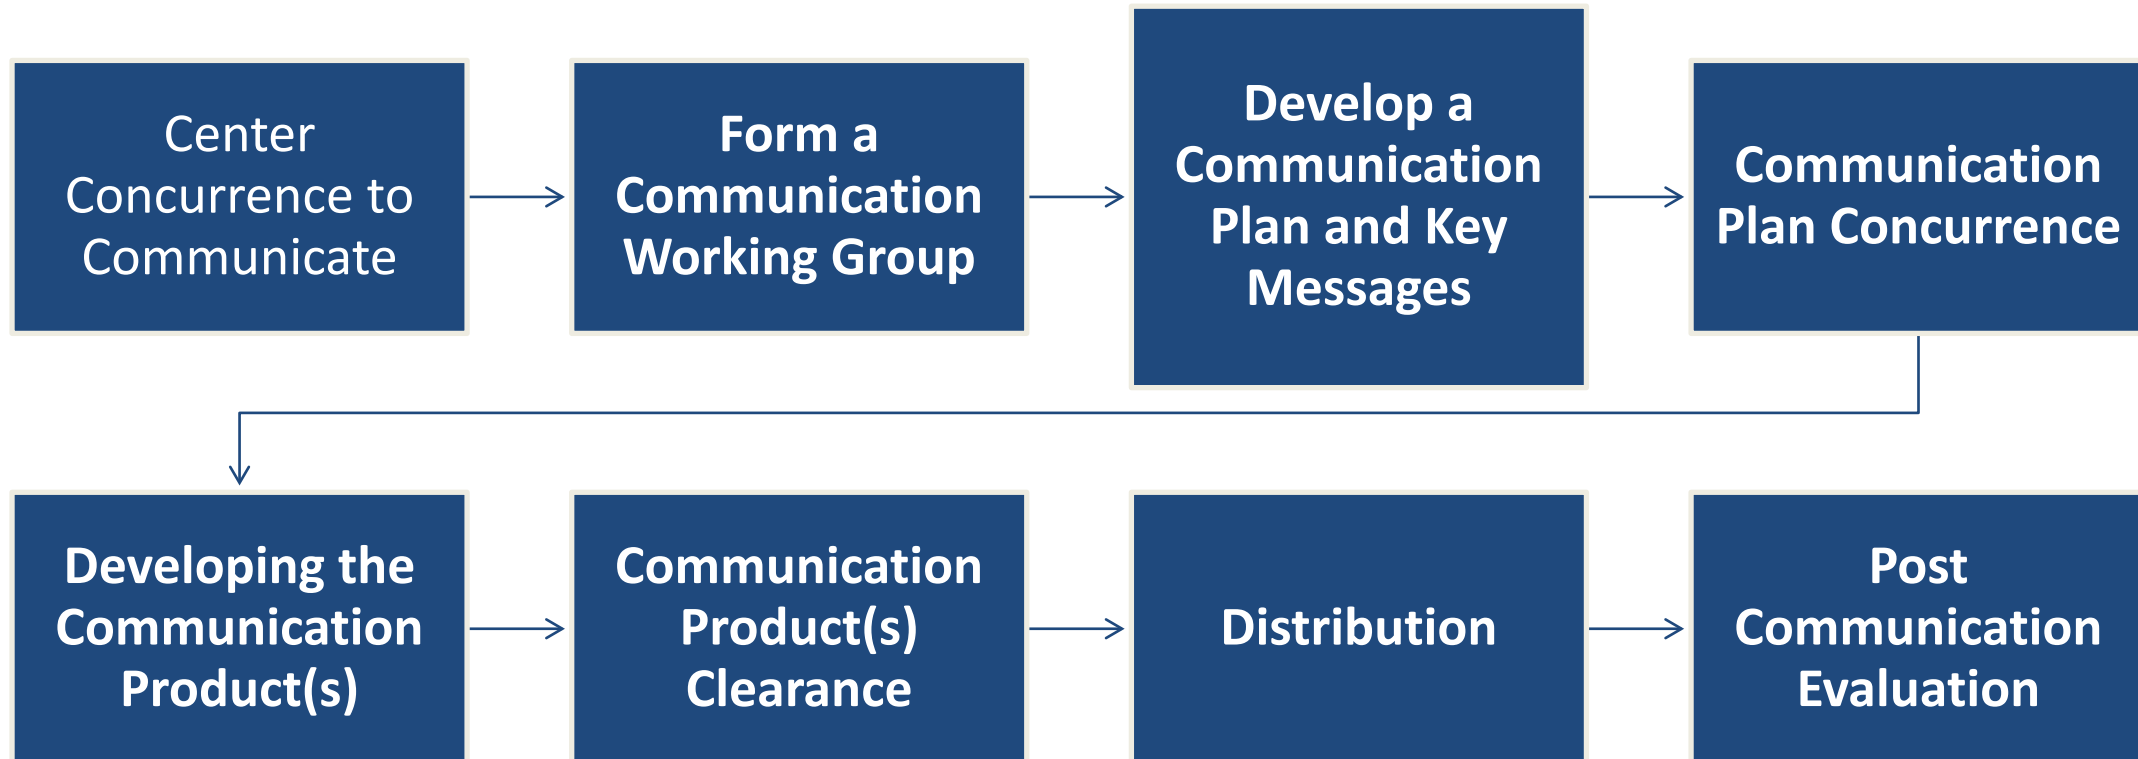 Center
Concurrence to
Communicate
Form a
Communication
Working Group
Develop a
Communication
Plan and Key
Messages
Communication
Plan Concurrence
Developing the
Communication
Product(s)
Communication
Product(s)
Clearance
Distribution
Post
Communication
Evaluation